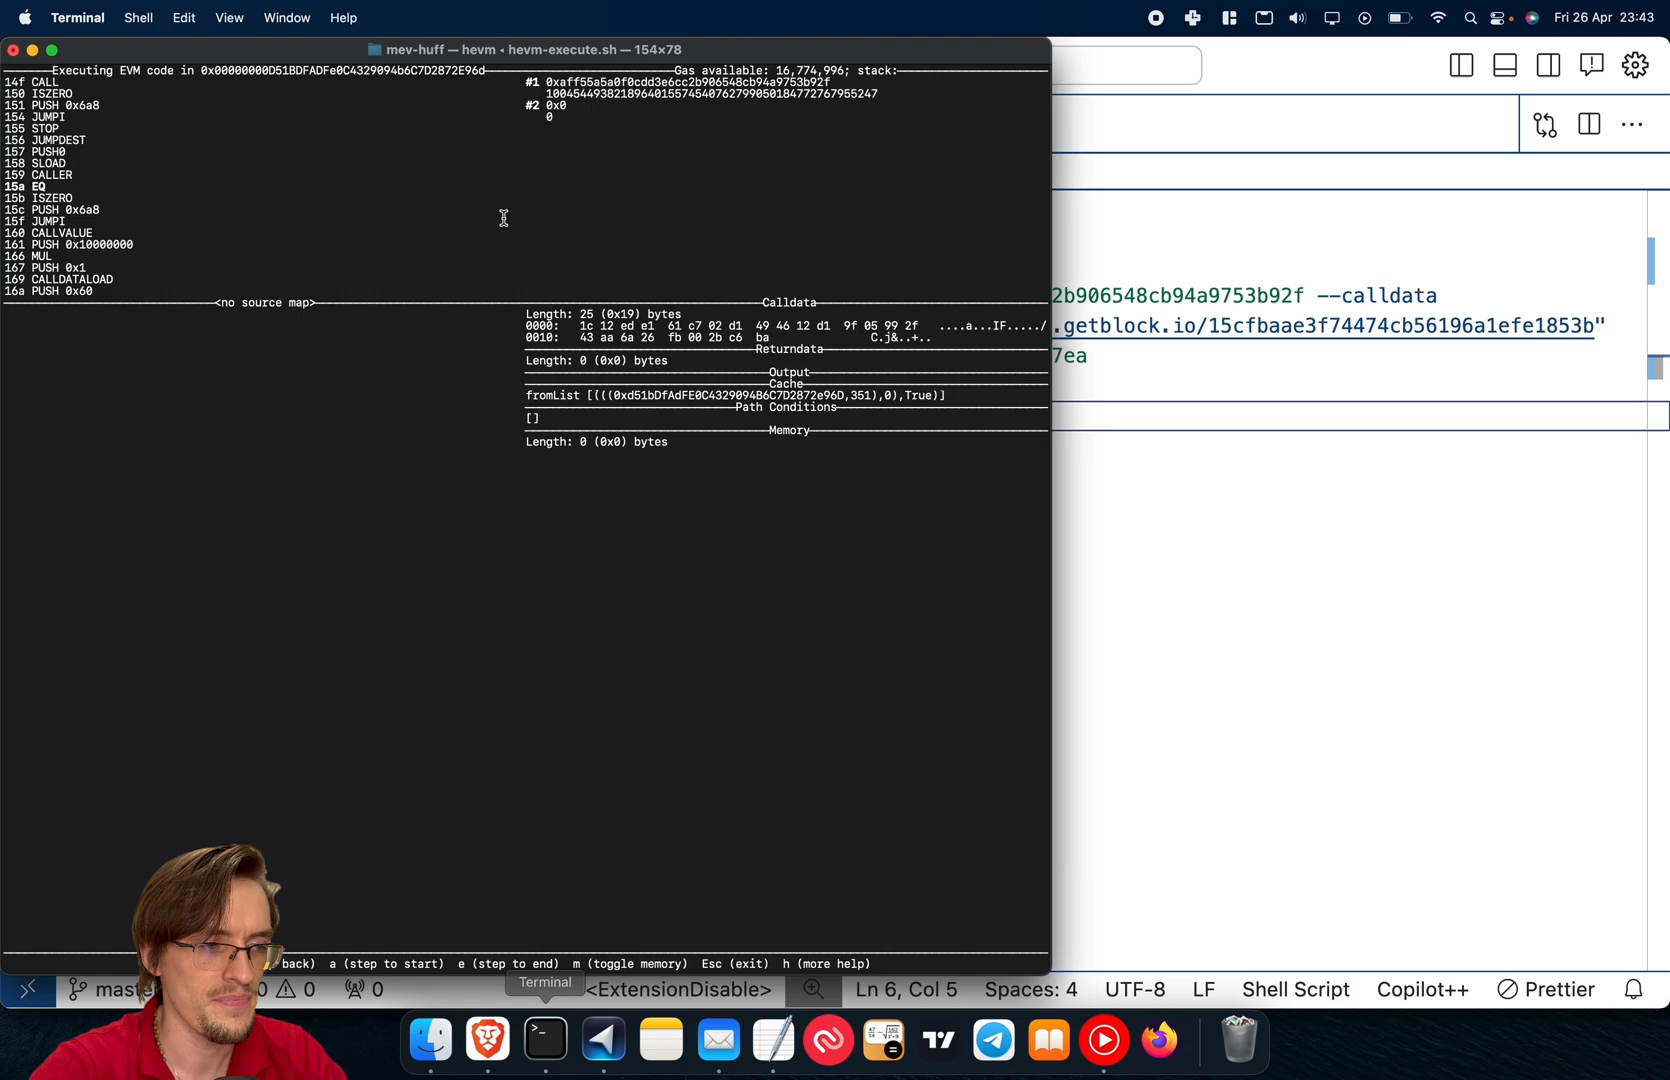 Terminal Shell Edit View Window Help Fri 26 Apr 23:43
mev-huff — hevm ◂ hevm-execute.sh — 154×78
Executing EVM code in 0x00000000D51BDFADFe0C4329094b6C7D2872E96d
Gas available: 16,774,996; stack:
14f CALL
150 ISZERO
151 PUSH 0x6a8
154 JUMPI
155 STOP
156 JUMPDEST
157 PUSH0
158 SLOAD
159 CALLER
15a EQ
15b ISZERO
15c PUSH 0x6a8
15f JUMPI
160 CALLVALUE
161 PUSH 0x10000000
166 MUL
167 PUSH 0x1
169 CALLDATALOAD
16a PUSH 0x60
#1 0xaff55a5a0f0cdd3e6cc2b906548cb94a9753b92f
1004544938218964015574540762799050184772767955247
#2 0x0
0
<no source map>
Calldata
Length: 25 (0x19) bytes
0000: 1c 12 ed e1 61 c7 02 d1 49 46 12 d1 9f 05 99 2f ....a...IF...../
0010: 43 aa 6a 26 fb 00 2b c6 ba C.j&..+..
Returndata
Length: 0 (0x0) bytes
Output
Cache
fromList [(((0xd51bDfAdFE0C4329094B6C7D2872e96D,351),0),True)]
Path Conditions
[]
Memory
Length: 0 (0x0) bytes
back) a (step to start) e (step to end) m (toggle memory) Esc (exit) h (more help)
2b906548cb94a9753b92f --calldata
.getblock.io/15cfbaae3f74474cb56196a1efe1853b"
7ea
Terminal
0 0 0 <ExtensionDisable> Ln 6, Col 5 Spaces: 4 UTF-8 LF Shell Script Copilot++ Prettier